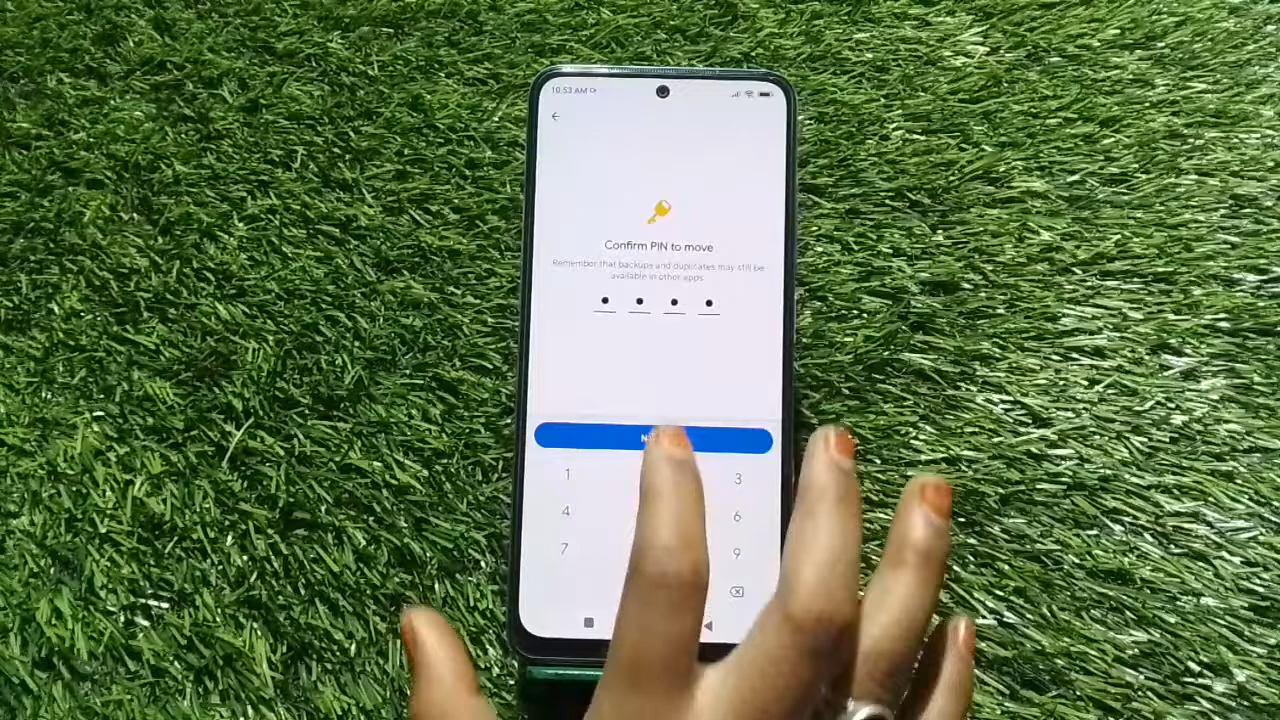 10:53 AM
Confirm PIN to move
Remember that backups and duplicates may still be
available in other apps.
1
3
4
6
7
9